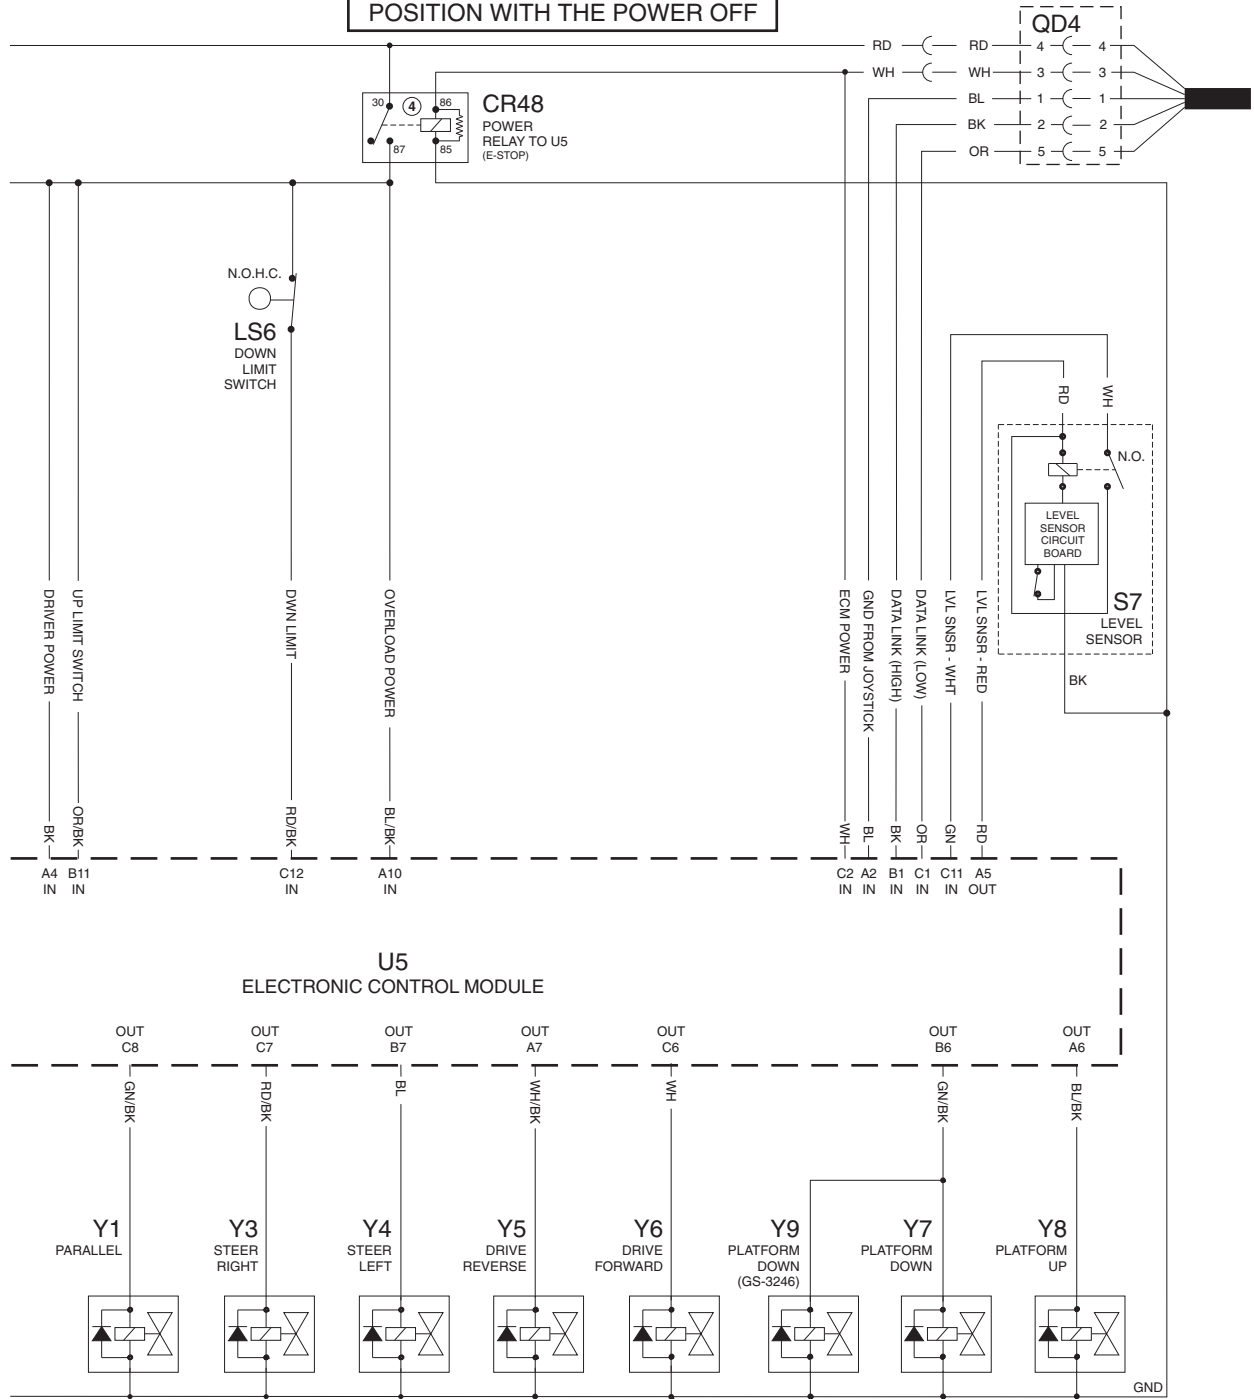 POSITION WITH THE POWER OFF
QD4
RD RD 4 4
WH WH 3 3
BL 1 1
BK 2 2
OR 5 5
30 4 86
87 85
CR48
POWER
RELAY TO U5
(E-STOP)
N.O.H.C.
LS6
DOWN
LIMIT
SWITCH
RD
WH
N.O.
LEVEL
SENSOR
CIRCUIT
BOARD
S7
LEVEL
SENSOR
BK
DRIVER POWER
UP LIMIT SWITCH
DWN LIMIT
OVERLOAD POWER
ECM POWER
GND FROM JOYSTICK
DATA LINK (HIGH)
DATA LINK (LOW)
LVL SNSR - WHT
LVL SNSR - RED
BK
OR/BK
RD/BK
BL/BK
WH
BL
BK
OR
GN
RD
A4 B11 C12 A10 C2 A2 B1 C1 C11 A5
IN IN IN IN IN IN IN IN IN OUT
U5
ELECTRONIC CONTROL MODULE
OUT OUT OUT OUT OUT OUT OUT
C8 C7 B7 A7 C6 B6 A6
GN/BK
RD/BK
BL
WH/BK
WH
GN/BK
BL/BK
Y1
PARALLEL
Y3
STEER
RIGHT
Y4
STEER
LEFT
Y5
DRIVE
REVERSE
Y6
DRIVE
FORWARD
Y9
PLATFORM
DOWN
(GS-3246)
Y7
PLATFORM
DOWN
Y8
PLATFORM
UP
GND